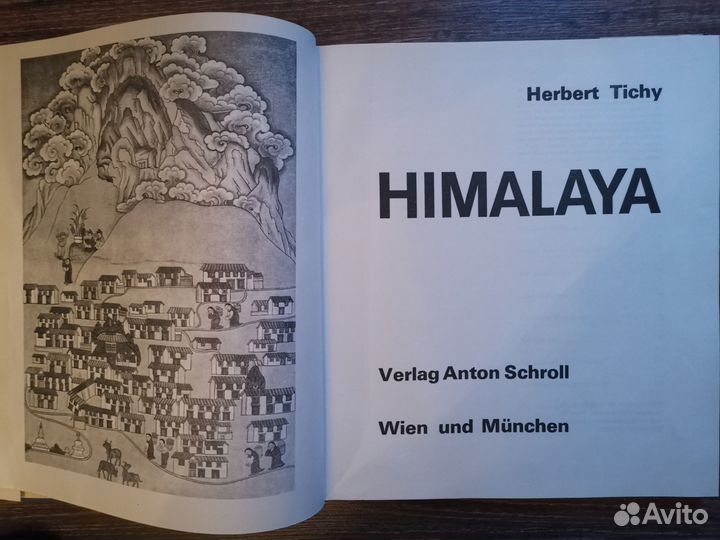 Herbert Tichy
HIMALAYA
Verlag Anton Schroll
Wien und München
Avito